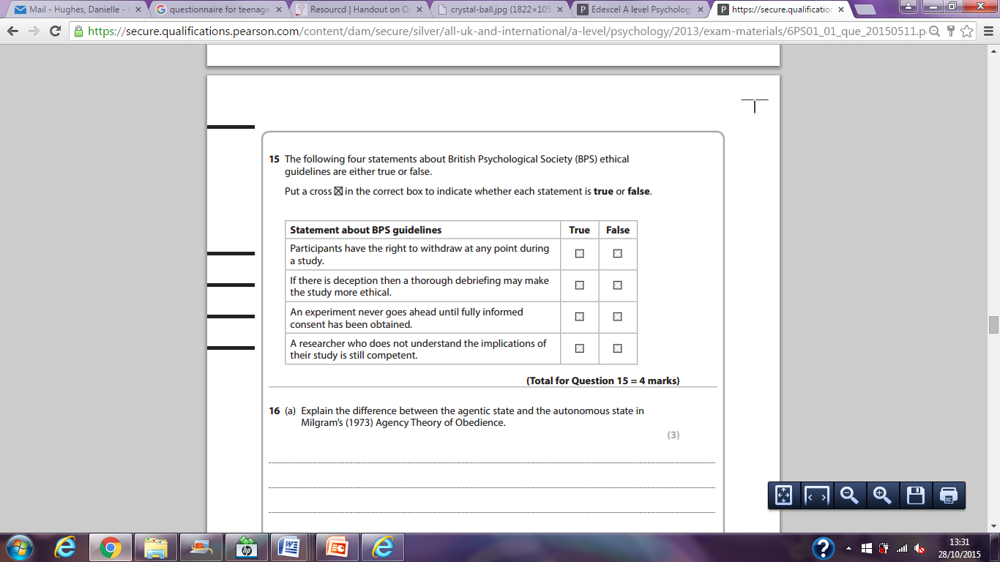 Mail - Hughes, Danielle -
questionnaire for teenage
Resourcd | Handout on O
crystal-ball.jpg (1822×105
Edexcel A level Psycholog
https://secure.qualificatio
https://secure.qualifications.pearson.com/content/dam/secure/silver/all-uk-and-international/a-level/psychology/2013/exam-materials/6PS01_01_que_20150511.p
15 The following four statements about British Psychological Society (BPS) ethical
guidelines are either true or false.
Put a cross ☒ in the correct box to indicate whether each statement is true or false.
Statement about BPS guidelines True False
Participants have the right to withdraw at any point during
a study.
If there is deception then a thorough debriefing may make
the study more ethical.
An experiment never goes ahead until fully informed
consent has been obtained.
A researcher who does not understand the implications of
their study is still competent.
(Total for Question 15 = 4 marks)
16 (a) Explain the difference between the agentic state and the autonomous state in
Milgram's (1973) Agency Theory of Obedience.
(3)
13:31
28/10/2015